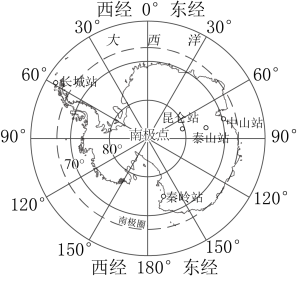 西经 0° 东经
30° 30°
大 西 洋
60° 60°
长城站
昆仑站 中山站
泰山站
南极点
90° 90°
80°
70°
秦岭站
120° 120°
南极圈
150° 150°
西经 180° 东经